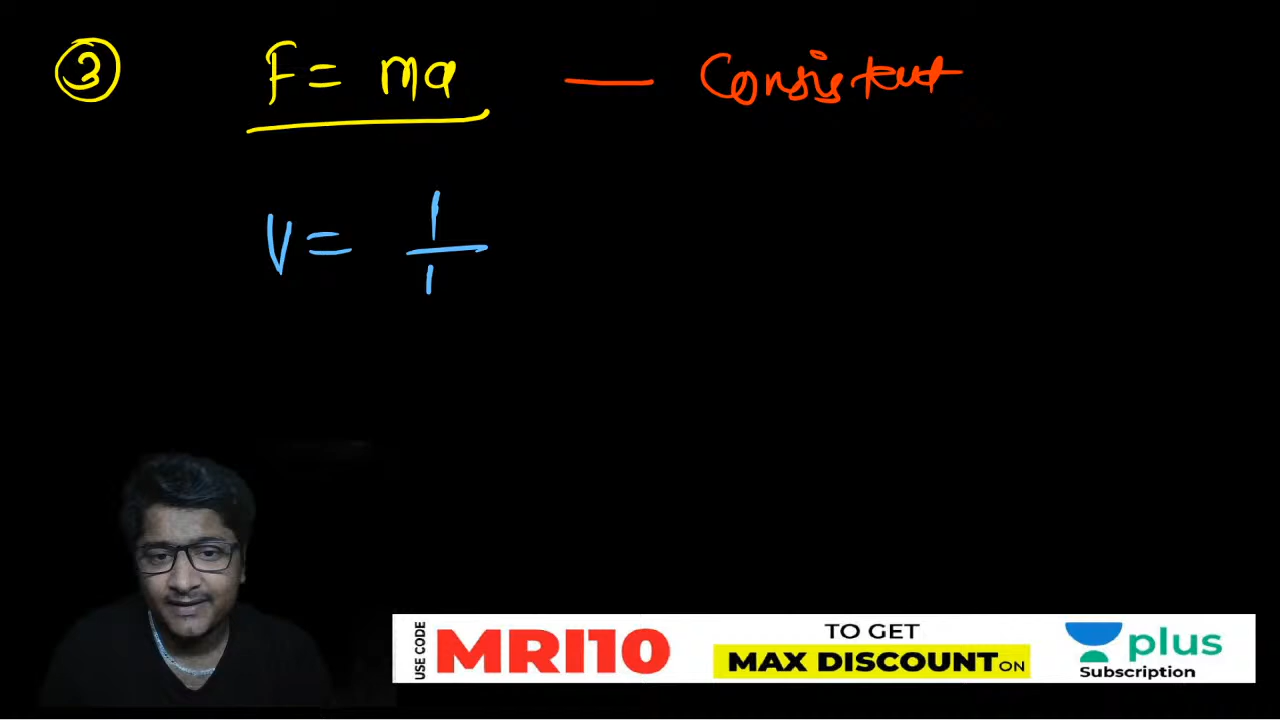 ③ F = ma — Consistent
V = 1/1
USE CODE MRI10 TO GET MAX DISCOUNT ON plus Subscription